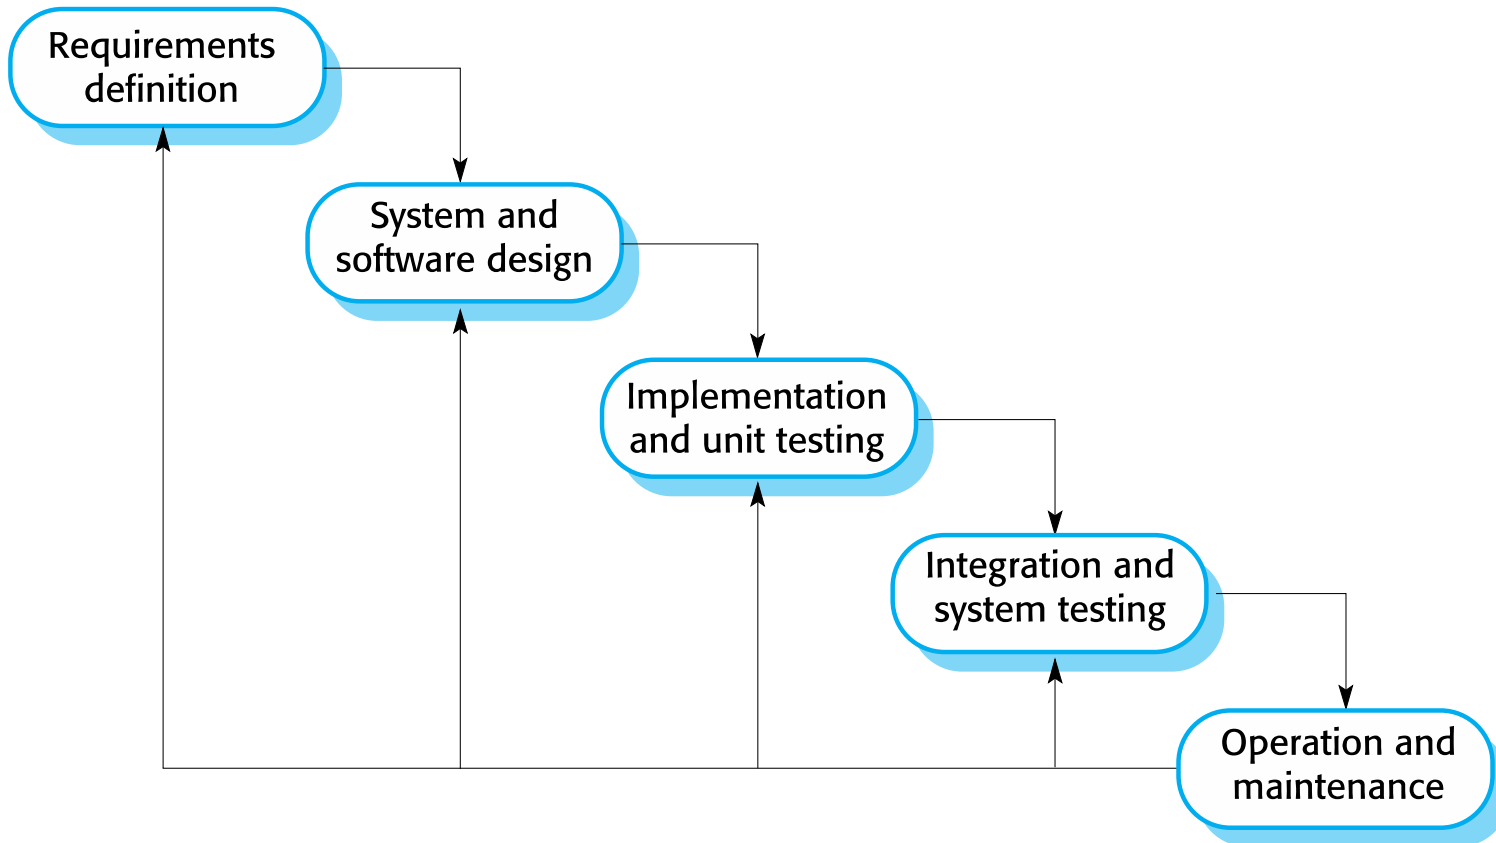 Requirements
definition
System and
software design
Implementation
and unit testing
Integration and
system testing
Operation and
maintenance